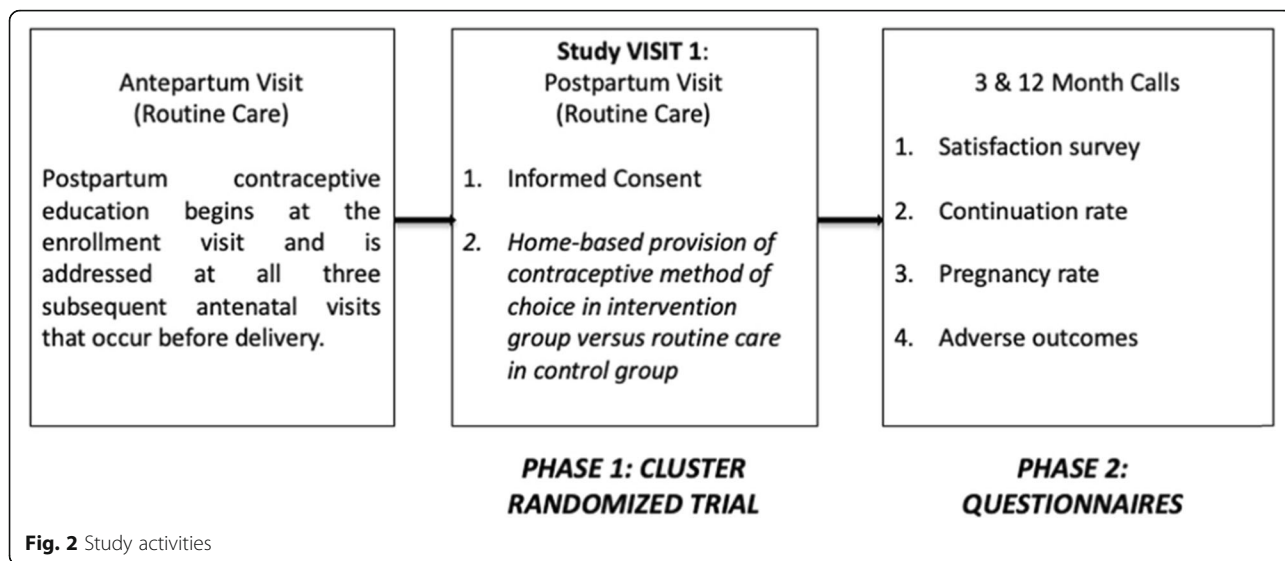 Antepartum Visit
(Routine Care)
Postpartum contraceptive
education begins at the
enrollment visit and is
addressed at all three
subsequent antenatal visits
that occur before delivery.
Study VISIT 1:
Postpartum Visit
(Routine Care)
1. Informed Consent
2. Home-based provision of
contraceptive method of
choice in intervention
group versus routine care
in control group
PHASE 1: CLUSTER
RANDOMIZED TRIAL
3 & 12 Month Calls
1. Satisfaction survey
2. Continuation rate
3. Pregnancy rate
4. Adverse outcomes
PHASE 2:
QUESTIONNAIRES
Fig. 2 Study activities